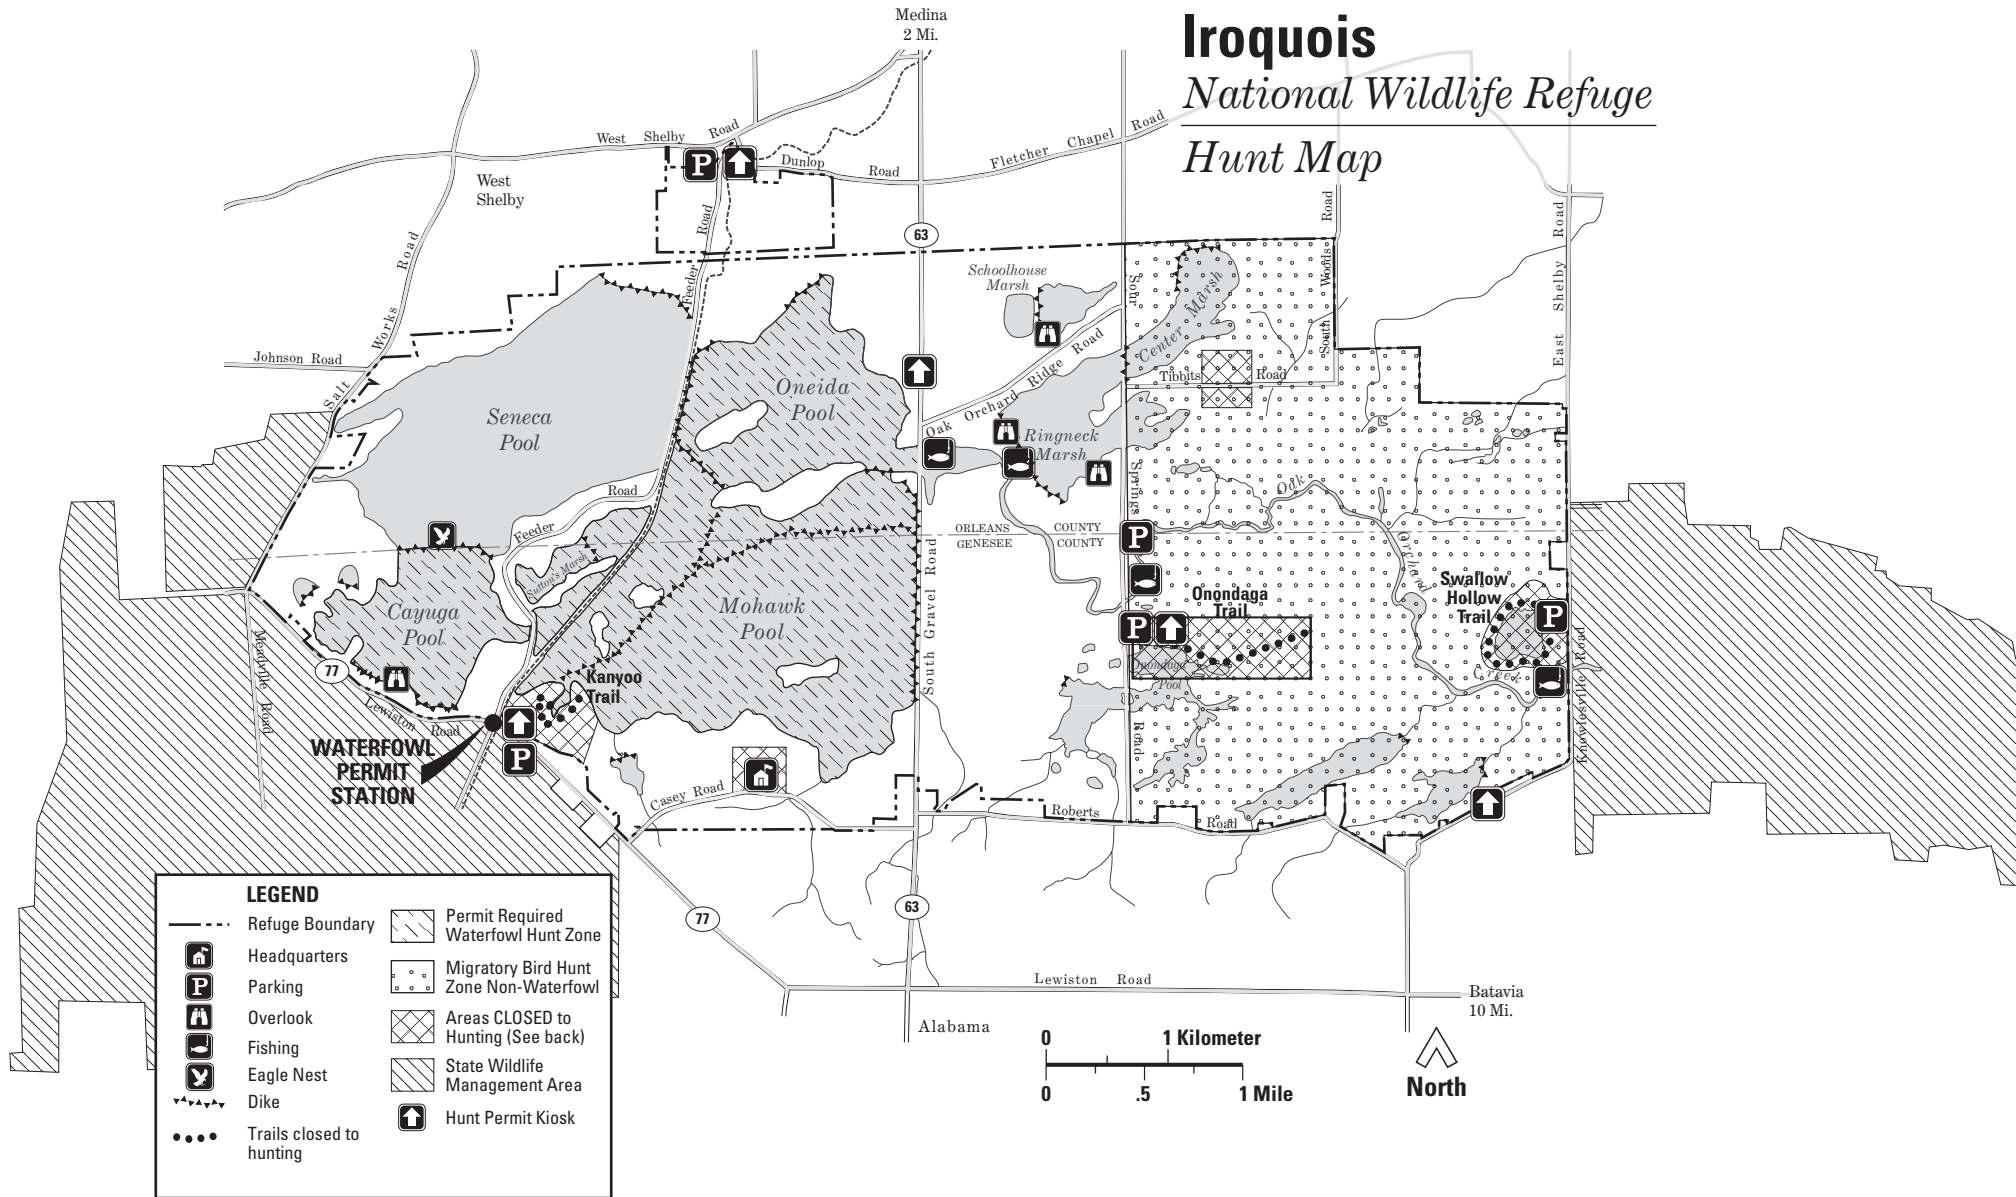 Iroquois
National Wildlife Refuge
Hunt Map
Medina
2 Mi.
West Shelby Road
Fletcher Chapel Road
Dunlop Road
West
Shelby
P
63
Feeder Road
Salt Works Road
Johnson Road
Schoolhouse
Marsh
Sour Springs Road
Center Marsh
South Woods Road
East Shelby Road
Tibbits Road
Oak Orchard Ridge Road
Oneida
Pool
Seneca
Pool
Ringneck
Marsh
Feeder Road
Oak Orchard Creek
ORLEANS COUNTY
GENESEE COUNTY
P
Sutton's Marsh
Swallow
Hollow
Trail
P
Onondaga
Trail
P
Cayuga
Pool
Mohawk
Pool
South Gravel Road
Onondaga
Pool
Knowlesville Road
Meadville Road
77
Kanyoo
Trail
Lewiston Road
P
WATERFOWL
PERMIT
STATION
Casey Road
Roberts Road
77
63
Lewiston Road
Batavia
10 Mi.
Alabama
LEGEND
Refuge Boundary
Headquarters
P Parking
Overlook
Fishing
Eagle Nest
Dike
Trails closed to
hunting
Permit Required
Waterfowl Hunt Zone
Migratory Bird Hunt
Zone Non-Waterfowl
Areas CLOSED to
Hunting (See back)
State Wildlife
Management Area
Hunt Permit Kiosk
0 1 Kilometer
0 .5 1 Mile
North